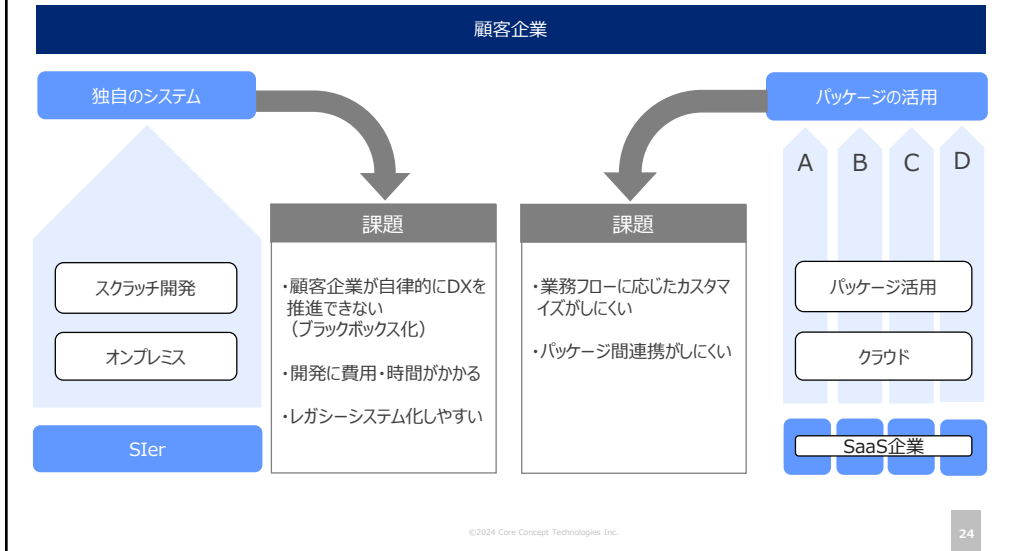 顧客企業
独自のシステム
パッケージの活用
A B C D
課題
・顧客企業が自律的にDXを
推進できない
（ブラックボックス化）
・開発に費用・時間がかかる
・レガシーシステム化しやすい
課題
・業務フローに応じたカスタマ
イズがしにくい
・パッケージ間連携がしにくい
スクラッチ開発
オンプレミス
SIer
パッケージ活用
クラウド
SaaS企業
©2024 Core Concept Technologies Inc.
24